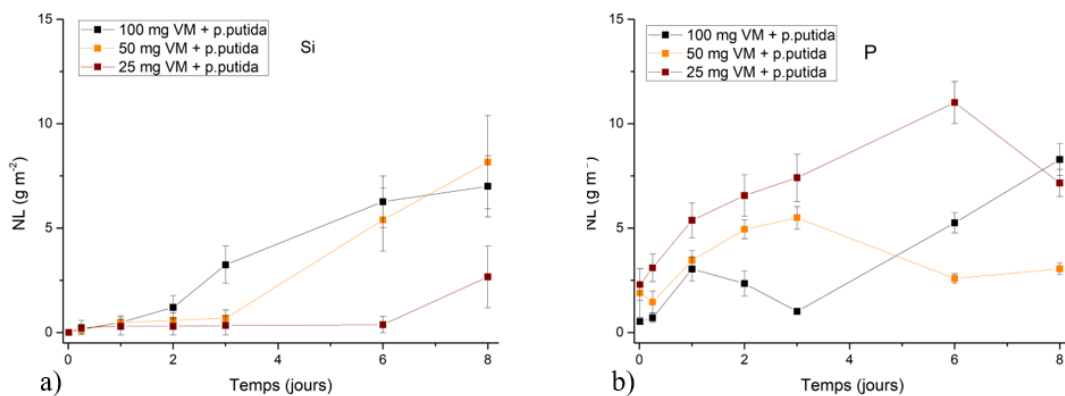 15
100 mg VM + p.putida
50 mg VM + p.putida
25 mg VM + p.putida
Si
10
5
0
NL (g m-2)
0 2 4 6 8
Temps (jours)
a)
15
100 mg VM + p.putida
50 mg VM + p.putida
25 mg VM + p.putida
P
10
5
0
NL (g m-2)
0 2 4 6 8
Temps (jours)
b)